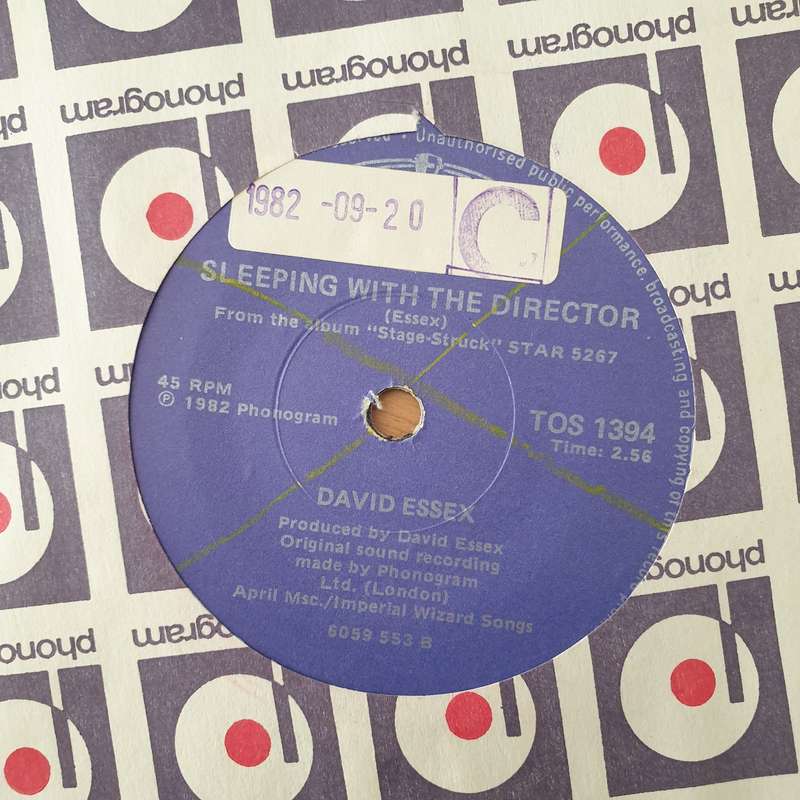 phonogram
phonogram
phonogram
phonogram
Unauthorised public performance, broadcasting and copying of this
1982 -09-20
C
SLEEPING WITH THE DIRECTOR
(Essex)
From the album "Stage-Struck" STAR 5267
45 RPM
℗ 1982 Phonogram
TOS 1394
Time: 2.56
DAVID ESSEX
Produced by David Essex
Original sound recording
made by Phonogram
Ltd. (London)
April Msc./Imperial Wizard Songs
6059 553 B
phonogram
phonogram
phonogram